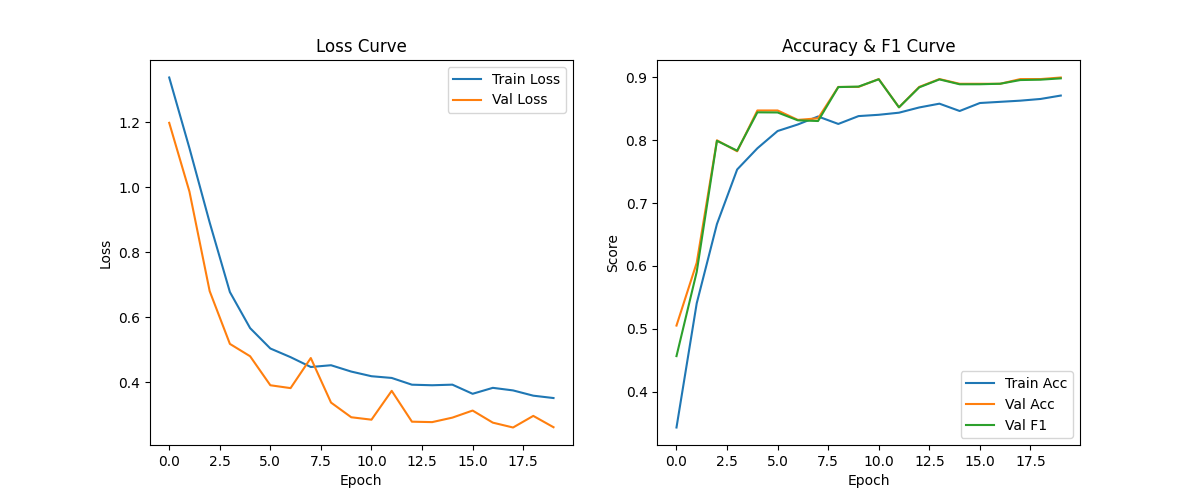 Loss Curve
Train Loss
Val Loss
1.2
1.0
0.8
0.6
0.4
Loss
0.0 2.5 5.0 7.5 10.0 12.5 15.0 17.5
Epoch
Accuracy & F1 Curve
0.9
0.8
0.7
0.6
0.5
0.4
Score
Train Acc
Val Acc
Val F1
0.0 2.5 5.0 7.5 10.0 12.5 15.0 17.5
Epoch